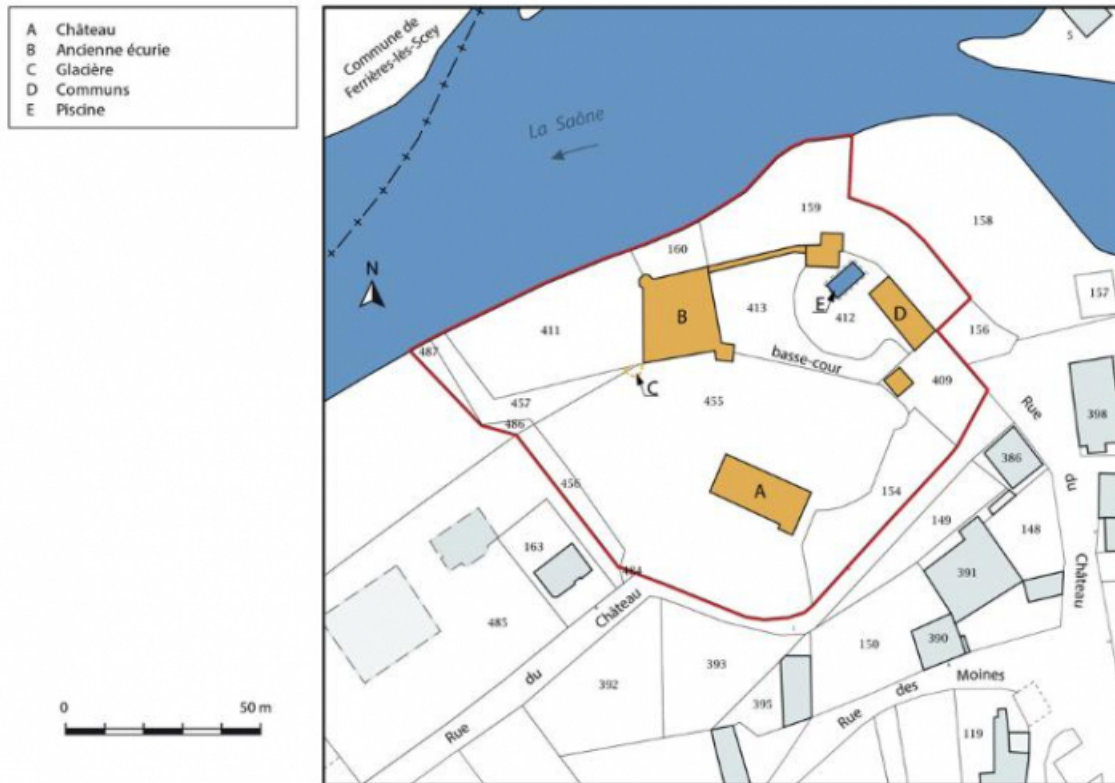 A Château
B Ancienne écurie
C Glacière
D Communs
E Piscine
Commune de
Ferrières-lès-Scey
La Saône
5
159
158
160
157
N
E
D
B
413
412
156
411
487
basse-cour
C
409
457
455
Rue
398
486
386
A
du
456
154
149
148
163
391
484
Château
Château
485
150
390
393
du
392
Moines
des
395
Rue
Rue
119
0 50 m